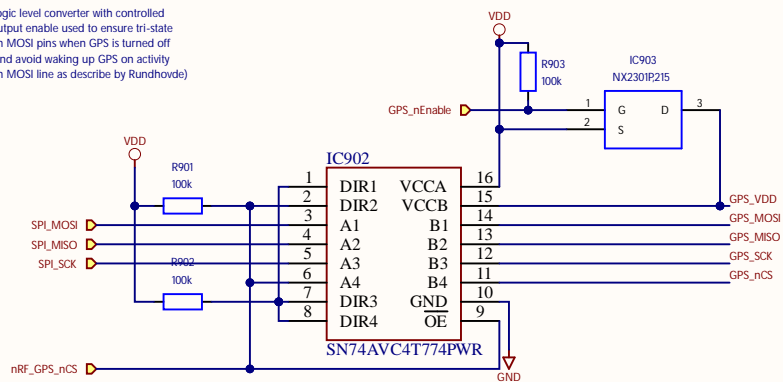 ogic level converter with controlled
utput enable used to ensure tri-state
n MOSI pins when GPS is turned off
nd avoid waking up GPS on activity
n MOSI line as describe by Rundhovde)
VDD
R903
100k
IC903
NX2301P,215
GPS_nEnable
1 G D 3
2 S
VDD
R901
100k
IC902
1 DIR1 VCCA 16
2 DIR2 VCCB 15 GPS_VDD
SPI_MOSI 3 A1 B1 14 GPS_MOSI
SPI_MISO 4 A2 B2 13 GPS_MISO
SPI_SCK 5 A3 B3 12 GPS_SCK
R902
100k
6 A4 B4 11 GPS_nCS
7 DIR3 GND 10
8 DIR4 OE 9
SN74AVC4T774PWR
nRF_GPS_nCS
GND